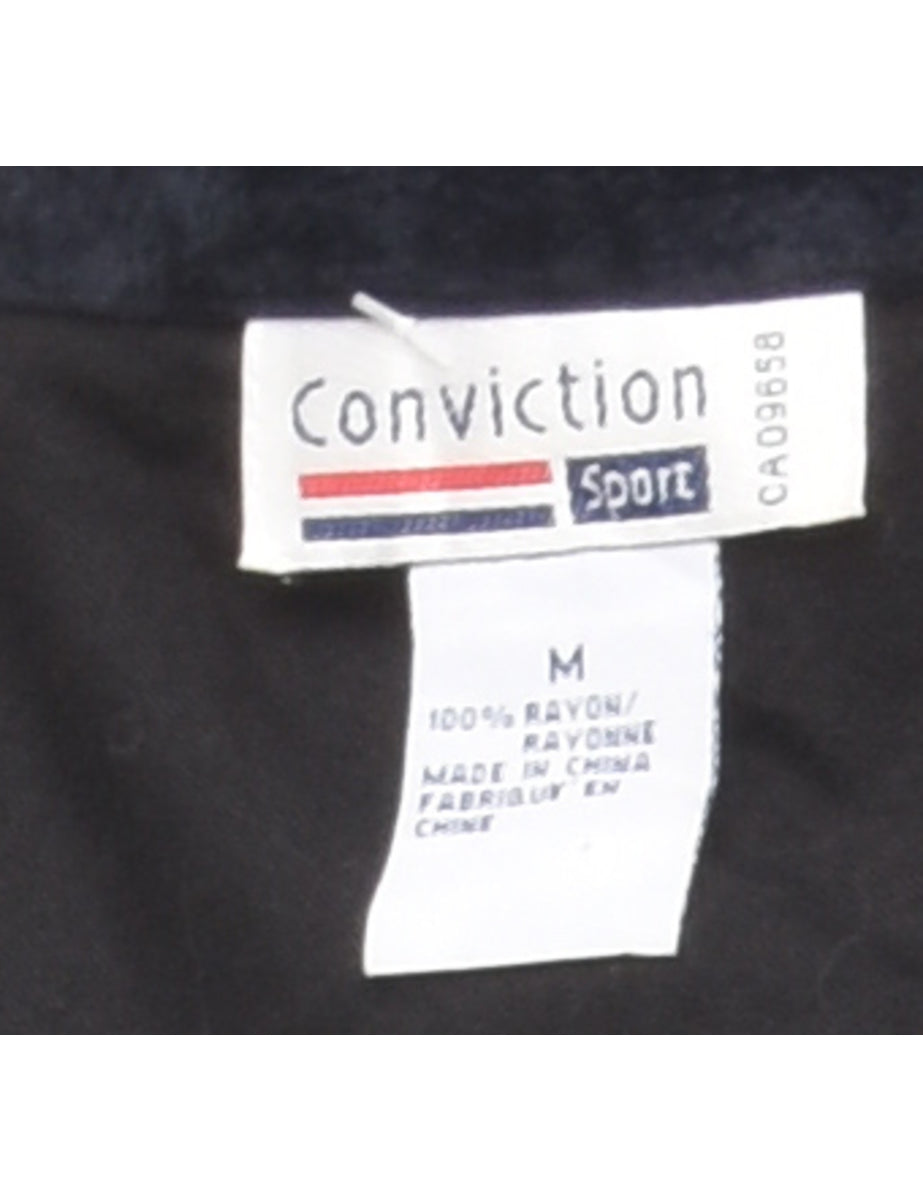 Conviction
Sport
CA09658
M
100% RAYON/
RAYONNE
MADE IN CHINA
FABRIQUE EN
CHINE